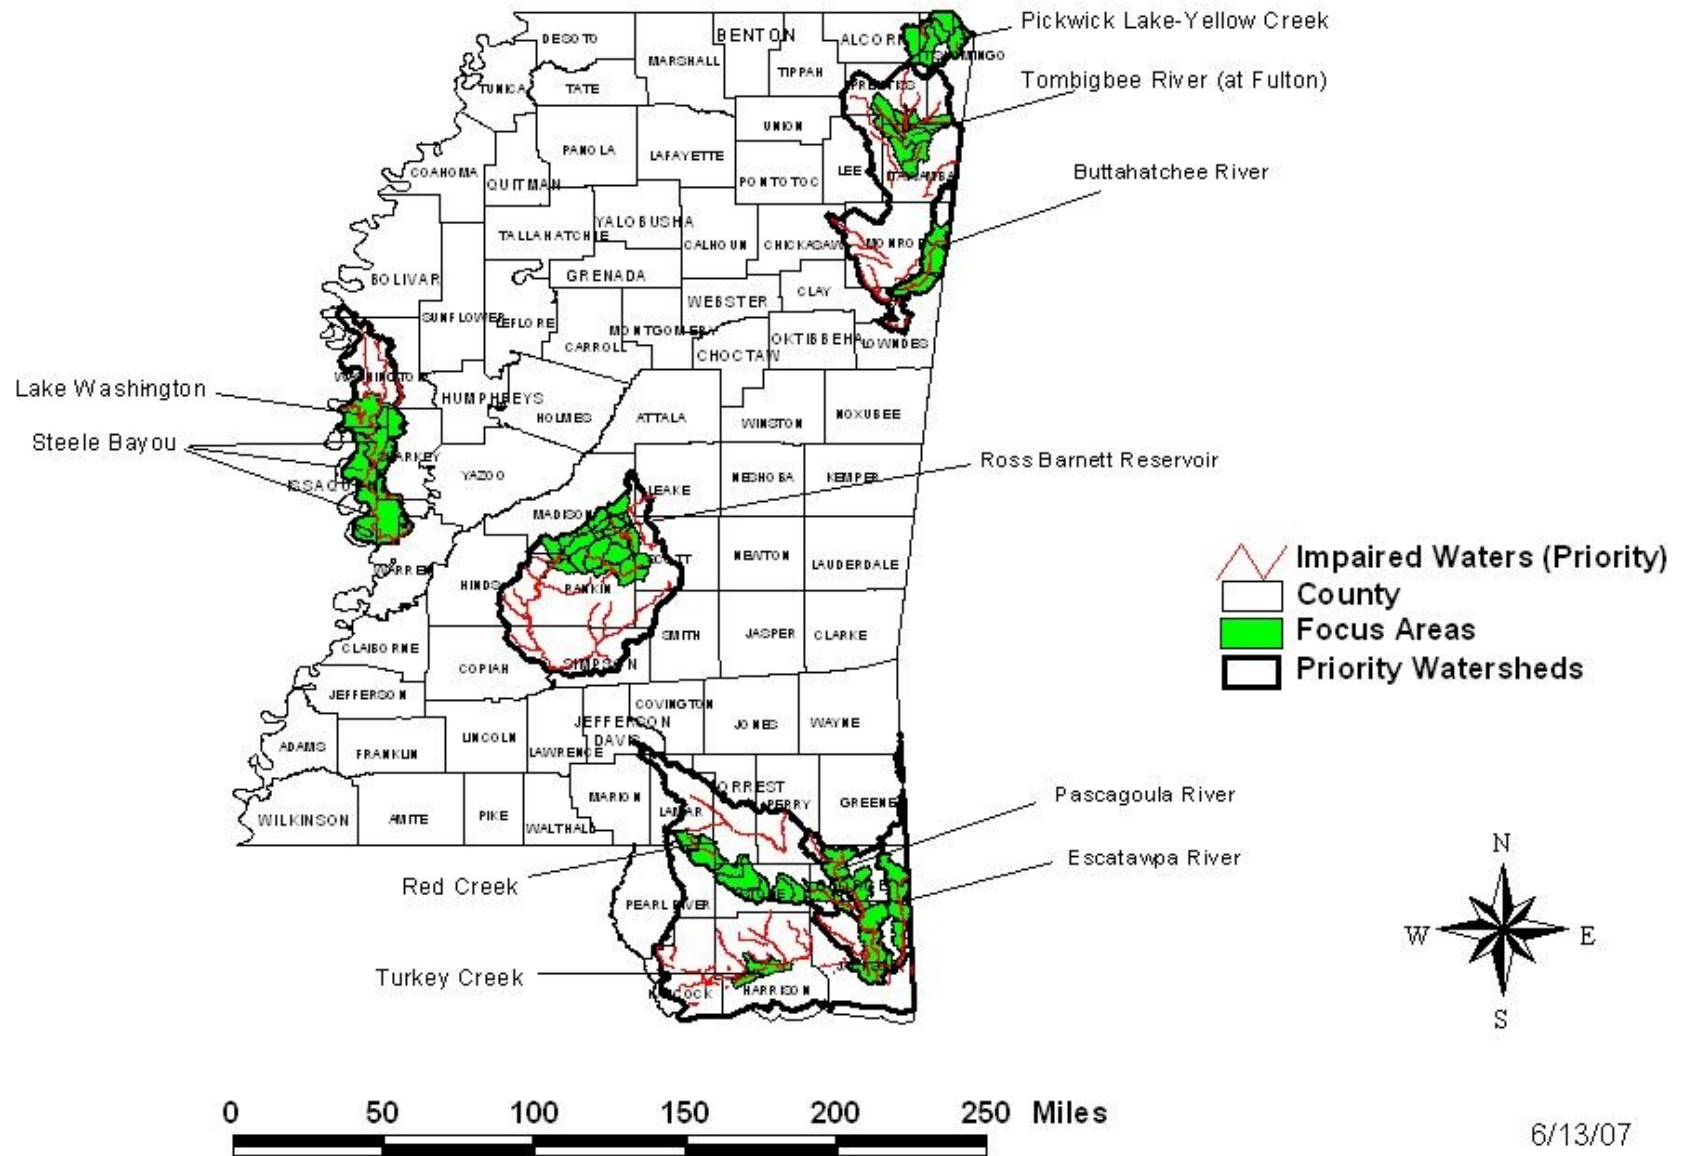 Pickwick Lake-Yellow Creek
Tombigbee River (at Fulton)
Buttahatchee River
Lake Washington
Steele Bayou
Ross Barnett Reservoir
Pascagoula River
Escatawpa River
Red Creek
Turkey Creek
DESOTO
BENTON
MARSHALL
TIPPAH
TUNICA
TATE
UNION
PANOLA
LAFAYETTE
LEE
COAHOMA
QUITMAN
PONTOTOC
YALOBUSHA
TALLAHATCHIE
CALHOUN
CHICKASAW
BOLIVAR
GRENADA
WEBSTER
CLAY
SUNFLOWER
LEFLORE
MONTGOMERY
CARROLL
CHOCTAW
OKTIBBEHA
LOWNDES
HUMPHREYS
HOLMES
ATTALA
WINSTON
NOXUBEE
YAZOO
LEAKE
NESHOBA
KEMPER
MADISON
NEWTON
LAUDERDALE
WARREN
HINDS
RANKIN
SMITH
JASPER
CLARKE
CLAIBORNE
COPIAH
SIMPSON
JEFFERSON
COVINGTON
JEFFERSON
DAVIS
JONES
WAYNE
ADAMS
FRANKLIN
LINCOLN
LAWRENCE
MARION
LAMAR
PERRY
GREENE
WILKINSON
AMITE
PIKE
WALTHALL
PEARL RIVER
HARRISON
Impaired Waters (Priority)
County
Focus Areas
Priority Watersheds
N
W
E
S
0 50 100 150 200 250 Miles
6/13/07